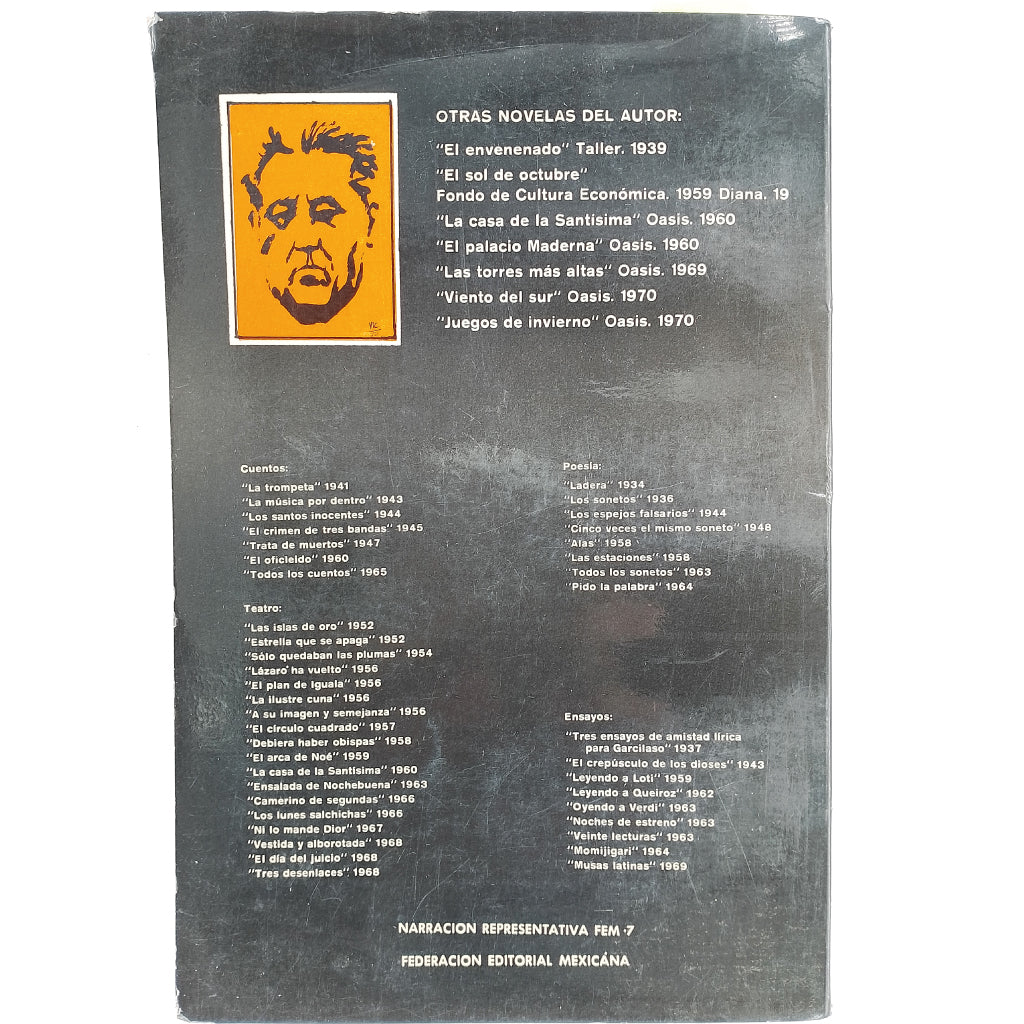 OTRAS NOVELAS DEL AUTOR:
"El envenenado" Taller. 1939
"El sol de octubre"
Fondo de Cultura Económica. 1959 Diana. 19
"La casa de la Santísima" Oasis. 1960
"El palacio Maderna" Oasis. 1960
"Las torres más altas" Oasis. 1969
"Viento del sur" Oasis. 1970
"Juegos de invierno" Oasis. 1970
Cuentos:
"La trompeta" 1941
"La música por dentro" 1943
"Los santos inocentes" 1944
"El crimen de tres bandas" 1945
"Trata de muertos" 1947
"El oficleido" 1960
"Todos los cuentos" 1965
Teatro:
"Las islas de oro" 1952
"Estrella que se apaga" 1952
"Sólo quedaban las plumas" 1954
"Lázaro ha vuelto" 1956
"El plan de Iguala" 1956
"La ilustre cuna" 1956
"A su imagen y semejanza" 1956
"El círculo cuadrado" 1957
"Debiera haber obispas" 1958
"El arca de Noé" 1959
"La casa de la Santísima" 1960
"Ensalada de Nochebuena" 1963
"Camerino de segundas" 1966
"Los lunes salchichas" 1966
"Ni lo mande Dior" 1967
"Vestida y alborotada" 1968
"El día del juicio" 1968
"Tres desenlaces" 1968
Poesía:
"Ladera" 1934
"Los sonetos" 1936
"Los espejos falsarios" 1944
"Cinco veces el mismo soneto" 1948
"Alas" 1958
"Las estaciones" 1958
"Todos los sonetos" 1963
"Pido la palabra" 1964
Ensayos:
"Tres ensayos de amistad lírica
para Garcilaso" 1937
"El crepúsculo de los dioses" 1943
"Leyendo a Loti" 1959
"Leyendo a Queiroz" 1962
"Oyendo a Verdi" 1963
"Noches de estreno" 1963
"Veinte lecturas" 1963
"Momijigari" 1964
"Musas latinas" 1969
NARRACION REPRESENTATIVA FEM·7
FEDERACION EDITORIAL MEXICÁNA